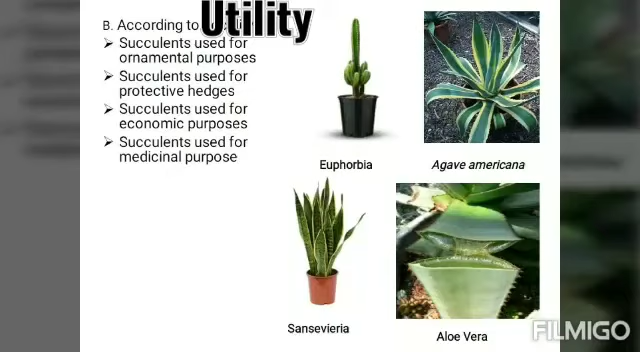 Utility
B. According to
➢ Succulents used for
ornamental purposes
➢ Succulents used for
protective hedges
➢ Succulents used for
economic purposes
➢ Succulents used for
medicinal purpose
Euphorbia
Agave americana
Sansevieria
Aloe Vera
FILMIGO